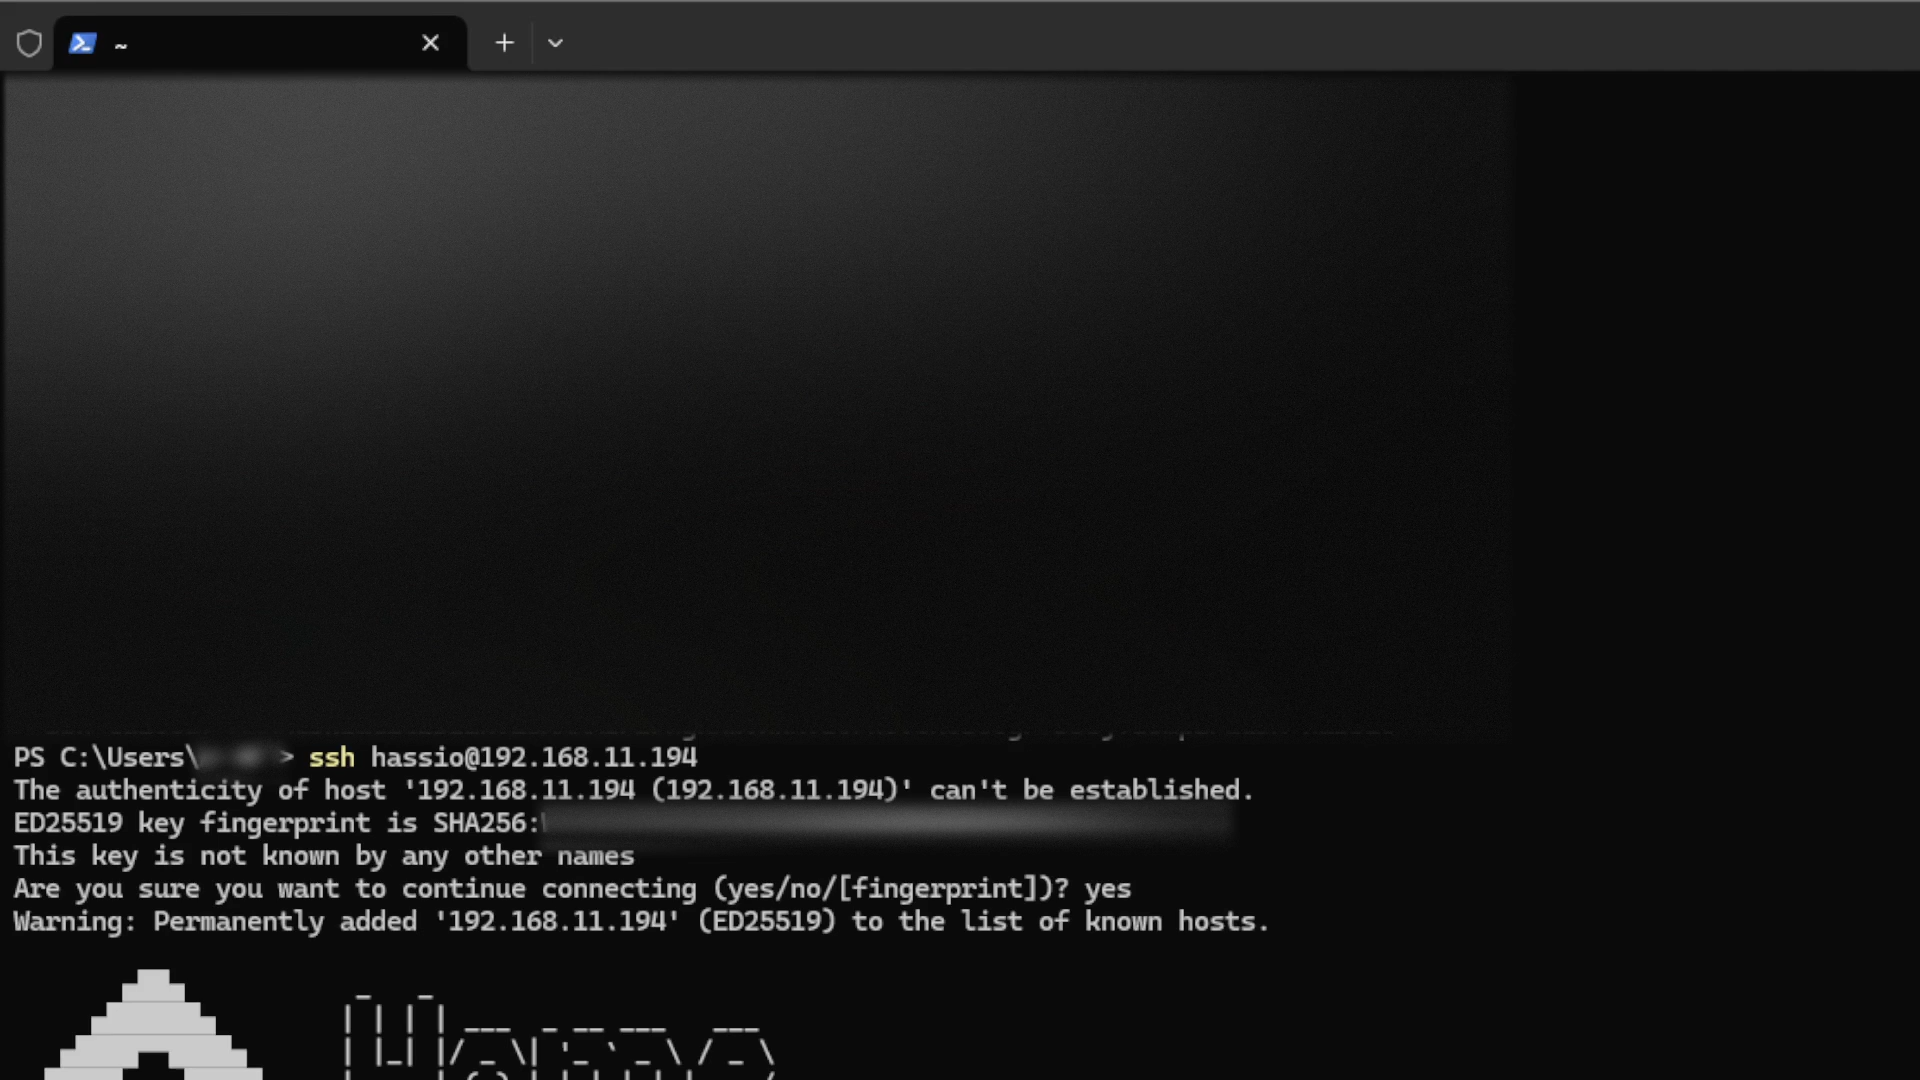 ~
PS C:\Users\ > ssh hassio@192.168.11.194
The authenticity of host '192.168.11.194 (192.168.11.194)' can't be established.
ED25519 key fingerprint is SHA256:
This key is not known by any other names
Are you sure you want to continue connecting (yes/no/[fingerprint])? yes
Warning: Permanently added '192.168.11.194' (ED25519) to the list of known hosts.
Home